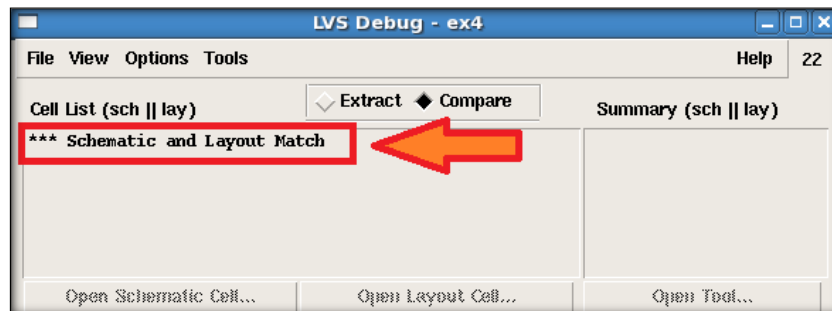 LVS Debug - ex4
File View Options Tools Help 22
Cell List (sch || lay) Extract Compare Summary (sch || lay)
*** Schematic and Layout Match
Open Schematic Cell... Open Layout Cell... Open Tool...